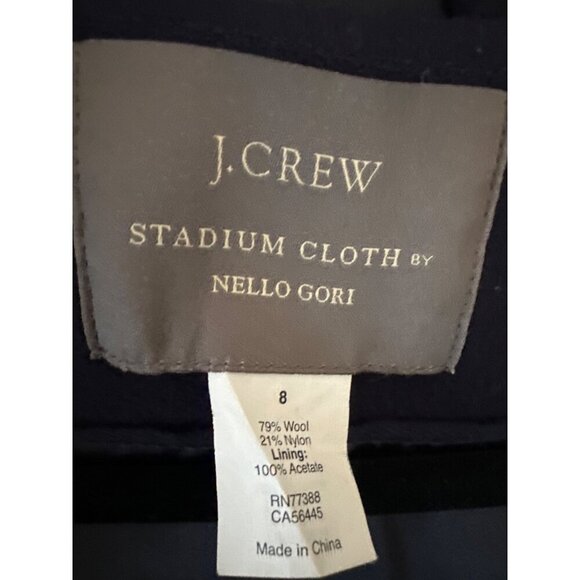 J.CREW
STADIUM CLOTH BY
NELLO GORI
8
79% Wool
21% Nylon
Lining:
100% Acetate
RN77388
CA56445
Made in China